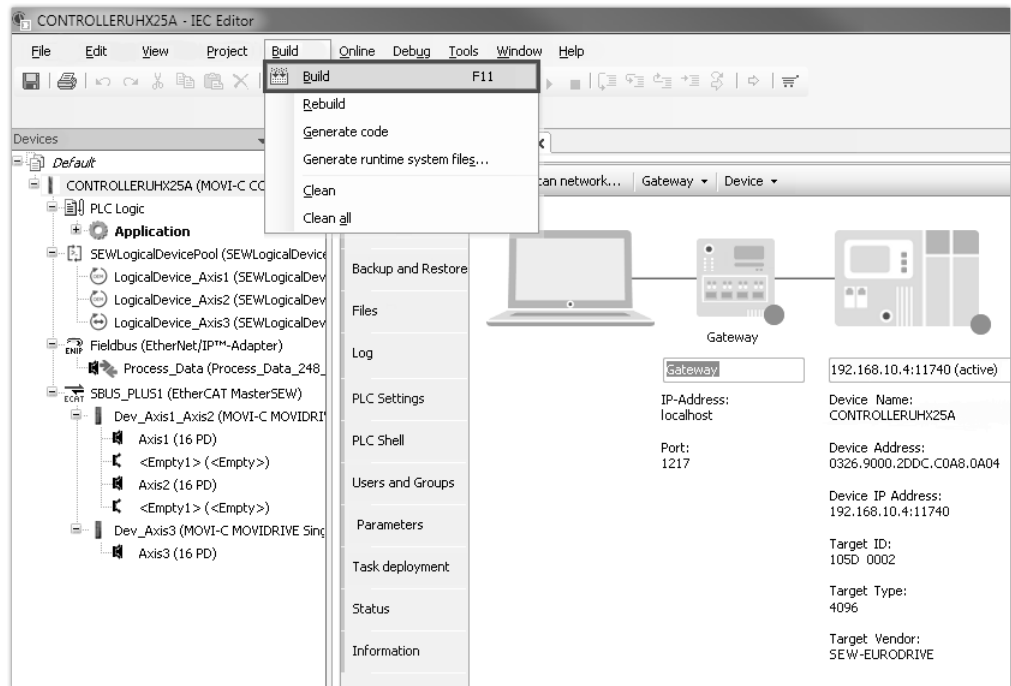 CONTROLLERUHX25A - IEC Editor
File Edit View Project Build Online Debug Tools Window Help
Build F11
Rebuild
Generate code
Generate runtime system files...
Clean
Clean all
Devices
Default
CONTROLLERUHX25A (MOVI-C CC
PLC Logic
Application
SEWLogicalDevicePool (SEWLogicalDevice
LogicalDevice_Axis1 (SEWLogicalDev
LogicalDevice_Axis2 (SEWLogicalDev
LogicalDevice_Axis3 (SEWLogicalDev
ENIP Fieldbus (EtherNet/IP™-Adapter)
Process_Data (Process_Data_248_
ECAT SBUS_PLUS1 (EtherCAT MasterSEW)
Dev_Axis1_Axis2 (MOVI-C MOVIDRI
Axis1 (16 PD)
<Empty1> (<Empty>)
Axis2 (16 PD)
<Empty1> (<Empty>)
Dev_Axis3 (MOVI-C MOVIDRIVE Sing
Axis3 (16 PD)
can network... Gateway Device
Backup and Restore
Files
Log
PLC Settings
PLC Shell
Users and Groups
Parameters
Task deployment
Status
Information
Gateway
Gateway
IP-Address:
localhost
Port:
1217
192.168.10.4:11740 (active)
Device Name:
CONTROLLERUHX25A
Device Address:
0326.9000.2DDC.C0A8.0A04
Device IP Address:
192.168.10.4:11740
Target ID:
105D 0002
Target Type:
4096
Target Vendor:
SEW-EURODRIVE